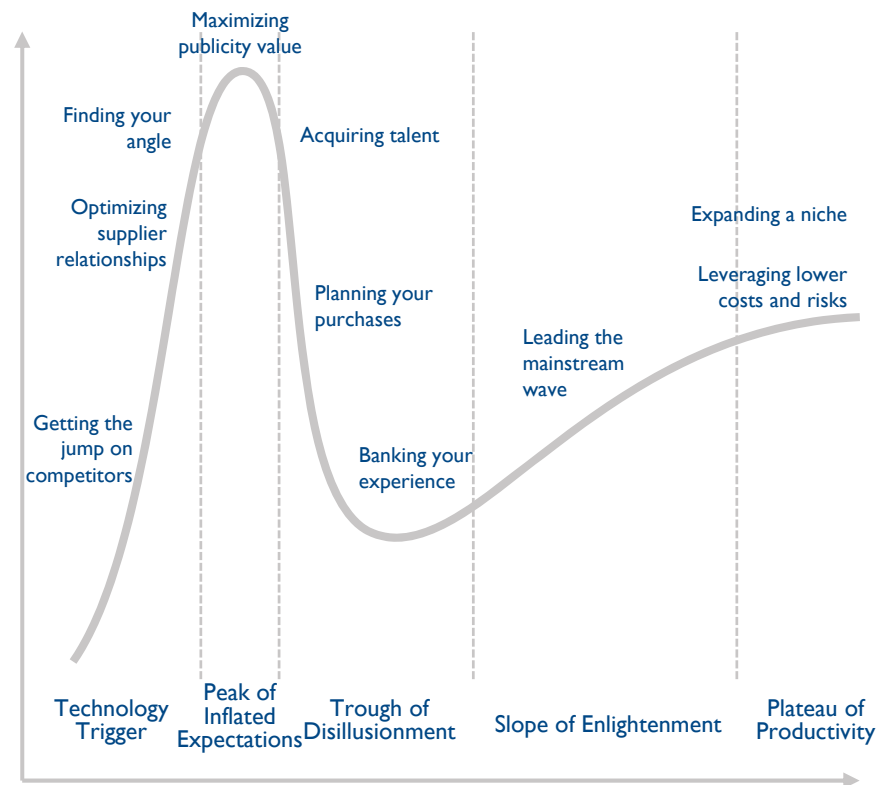 Maximizing
publicity value
Finding your
angle
Acquiring talent
Optimizing
supplier
relationships
Expanding a niche
Leveraging lower
costs and risks
Planning your
purchases
Leading the
mainstream
wave
Getting the
jump on
competitors
Banking your
experience
Technology
Trigger
Peak of
Inflated
Expectations
Trough of
Disillusionment
Slope of Enlightenment
Plateau of
Productivity